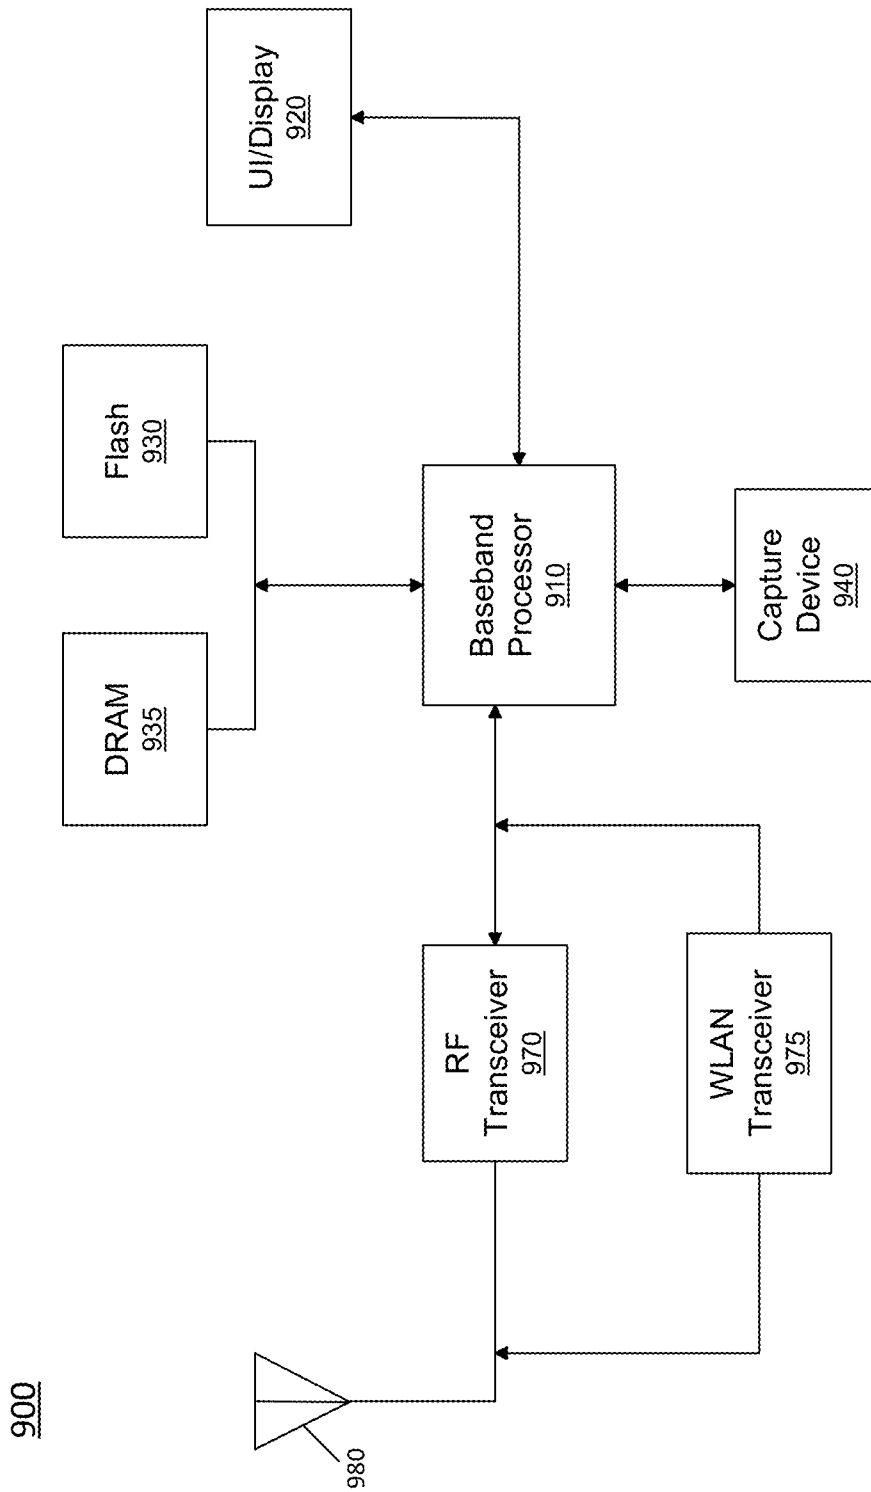 900
DRAM
935
Flash
930
UI/Display
920
980
RF
Transceiver
970
Baseband
Processor
910
WLAN
Transceiver
975
Capture
Device
940